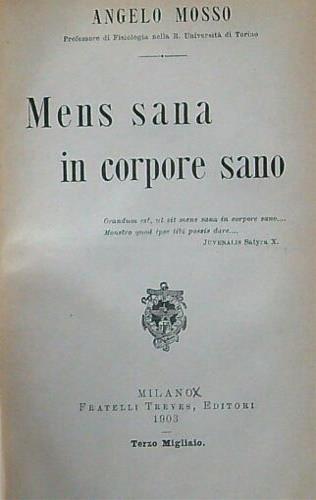 ANGELO MOSSO
Professore di Fisiologia nella R. Università di Torino
Mens sana
in corpore sano
Orandum est, ut sit mens sana in corpore sano....
Monstro quod ipse tibi possis dare....
JUVENALIS Satyra X.
MILANO
FRATELLI TREVES, EDITORI
1903
Terzo Migliaio.